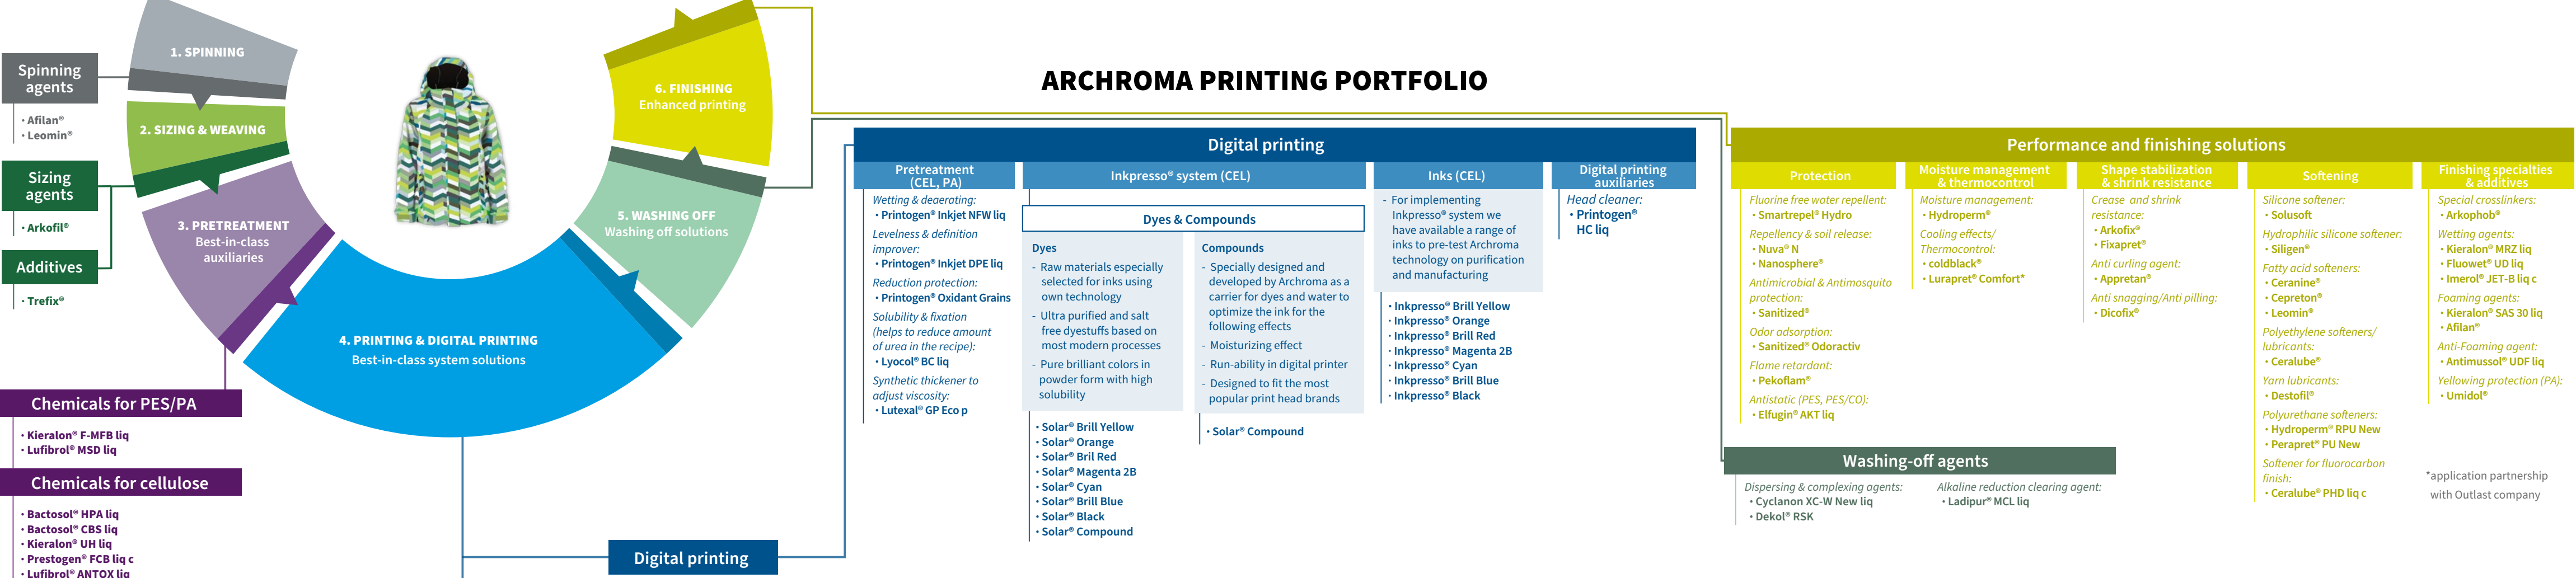 ARCHROMA PRINTING PORTFOLIO
1. SPINNING
Spinning
agents
• Afilan®
• Leomin®
2. SIZING & WEAVING
Sizing
agents
• Arkofil®
Additives
• Trefix®
3. PRETREATMENT
Best-in-class
auxiliaries
Chemicals for PES/PA
• Kieralon® F-MFB liq
• Lufibrol® MSD liq
Chemicals for cellulose
• Bactosol® HPA liq
• Bactosol® CBS liq
• Kieralon® UH liq
• Prestogen® FCB liq c
• Lufibrol® ANTOX liq
4. PRINTING & DIGITAL PRINTING
Best-in-class system solutions
5. WASHING OFF
Washing off solutions
6. FINISHING
Enhanced printing
Digital printing
Digital printing
Pretreatment
(CEL, PA)
Wetting & deaerating:
• Printogen® Inkjet NFW liq
Levelness & definition
improver:
• Printogen® Inkjet DPE liq
Reduction protection:
• Printogen® Oxidant Grains
Solubility & fixation
(helps to reduce amount
of urea in the recipe):
• Lyocol® BC liq
Synthetic thickener to
adjust viscosity:
• Lutexal® GP Eco p
Inkpresso® system (CEL)
Dyes & Compounds
Dyes
- Raw materials especially
selected for inks using
own technology
- Ultra purified and salt
free dyestuffs based on
most modern processes
- Pure brilliant colors in
powder form with high
solubility
• Solar® Brill Yellow
• Solar® Orange
• Solar® Bril Red
• Solar® Magenta 2B
• Solar® Cyan
• Solar® Brill Blue
• Solar® Black
• Solar® Compound
Compounds
- Specially designed and
developed by Archroma as a
carrier for dyes and water to
optimize the ink for the
following effects
- Moisturizing effect
- Run-ability in digital printer
- Designed to fit the most
popular print head brands
• Solar® Compound
Inks (CEL)
- For implementing
Inkpresso® system we
have available a range of
inks to pre-test Archroma
technology on purification
and manufacturing
• Inkpresso® Brill Yellow
• Inkpresso® Orange
• Inkpresso® Brill Red
• Inkpresso® Magenta 2B
• Inkpresso® Cyan
• Inkpresso® Brill Blue
• Inkpresso® Black
Digital printing
auxiliaries
Head cleaner:
• Printogen®
HC liq
Performance and finishing solutions
Protection
Fluorine free water repellent:
• Smartrepel® Hydro
Repellency & soil release:
• Nuva® N
• Nanosphere®
Antimicrobial & Antimosquito
protection:
• Sanitized®
Odor adsorption:
• Sanitized® Odoractiv
Flame retardant:
• Pekoflam®
Antistatic (PES, PES/CO):
• Elfugin® AKT liq
Moisture management
& thermocontrol
Moisture management:
• Hydroperm®
Cooling effects/
Thermocontrol:
• coldblack®
• Lurapret® Comfort*
Shape stabilization
& shrink resistance
Crease and shrink
resistance:
• Arkofix®
• Fixapret®
Anti curling agent:
• Appretan®
Anti snagging/Anti pilling:
• Dicofix®
Softening
Silicone softener:
• Solusoft
Hydrophilic silicone softener:
• Siligen®
Fatty acid softeners:
• Ceranine®
• Cepreton®
• Leomin®
Polyethylene softeners/
lubricants:
• Ceralube®
Yarn lubricants:
• Destofil®
Polyurethane softeners:
• Hydroperm® RPU New
• Perapret® PU New
Softener for fluorocarbon
finish:
• Ceralube® PHD liq c
Finishing specialties
& additives
Special crosslinkers:
• Arkophob®
Wetting agents:
• Kieralon® MRZ liq
• Fluowet® UD liq
• Imerol® JET-B liq c
Foaming agents:
• Kieralon® SAS 30 liq
• Afilan®
Anti-Foaming agent:
• Antimussol® UDF liq
Yellowing protection (PA):
• Umidol®
*application partnership
with Outlast company
Washing-off agents
Dispersing & complexing agents:
• Cyclanon XC-W New liq
• Dekol® RSK
Alkaline reduction clearing agent:
• Ladipur® MCL liq